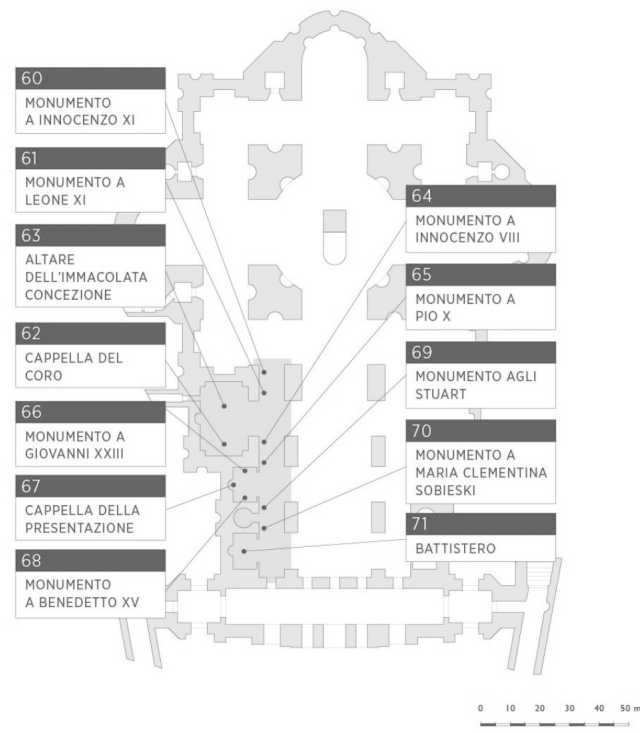 60
MONUMENTO
A INNOCENZO XI
61
MONUMENTO A
LEONE XI
63
ALTARE
DELL'IMMACOLATA
CONCEZIONE
62
CAPPELLA DEL
CORO
66
MONUMENTO A
GIOVANNI XXIII
67
CAPPELLA DELLA
PRESENTAZIONE
68
MONUMENTO
A BENEDETTO XV
64
MONUMENTO A
INNOCENZO VIII
65
MONUMENTO A
PIO X
69
MONUMENTO AGLI
STUART
70
MONUMENTO A
MARIA CLEMENTINA
SOBIESKI
71
BATTISTERO
0 10 20 30 40 50 m